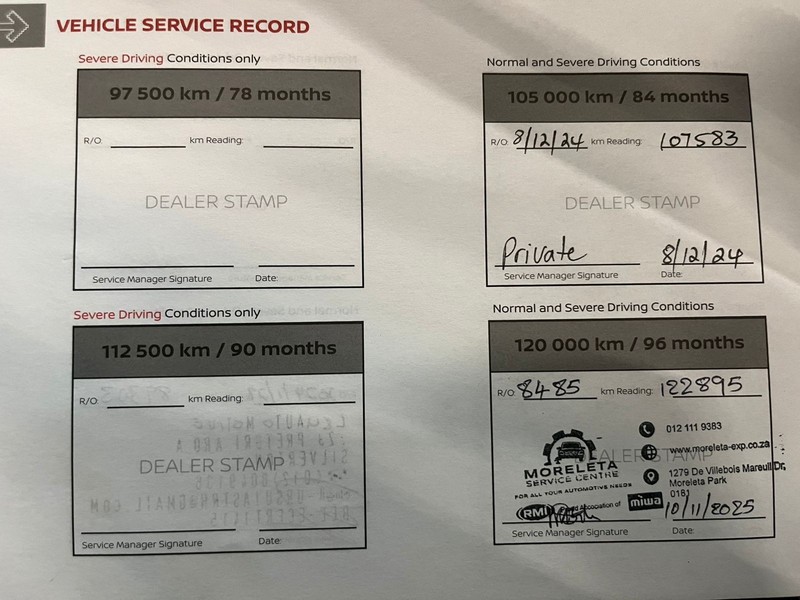 VEHICLE SERVICE RECORD
Severe Driving Conditions only
97 500 km / 78 months
R/O:
km Reading:
DEALER STAMP
Service Manager Signature
Date:
Normal and Severe Driving Conditions
105 000 km / 84 months
R/O: 8/12/24 km Reading: 107583
DEALER STAMP
Private 8/12/24
Service Manager Signature
Date:
Severe Driving Conditions only
112 500 km / 90 months
R/O:
km Reading:
DEALER STAMP
Service Manager Signature
Date:
Normal and Severe Driving Conditions
120 000 km / 96 months
R/O: 8485 km Reading: 122895
DEALER STAMP
MORELETA
SERVICE CENTRE
FOR ALL YOUR AUTOMOTIVE NEEDS
012 111 9383
www.moreleta-exp.co.za
1279 De Villebois Mareuil Dr,
Moreleta Park
0181
RMI
Association of
miwa
10/11/2025
Service Manager Signature
Date: